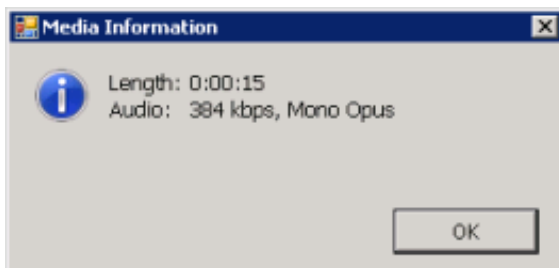 Media Information
Length: 0:00:15
Audio: 384 kbps, Mono Opus
OK